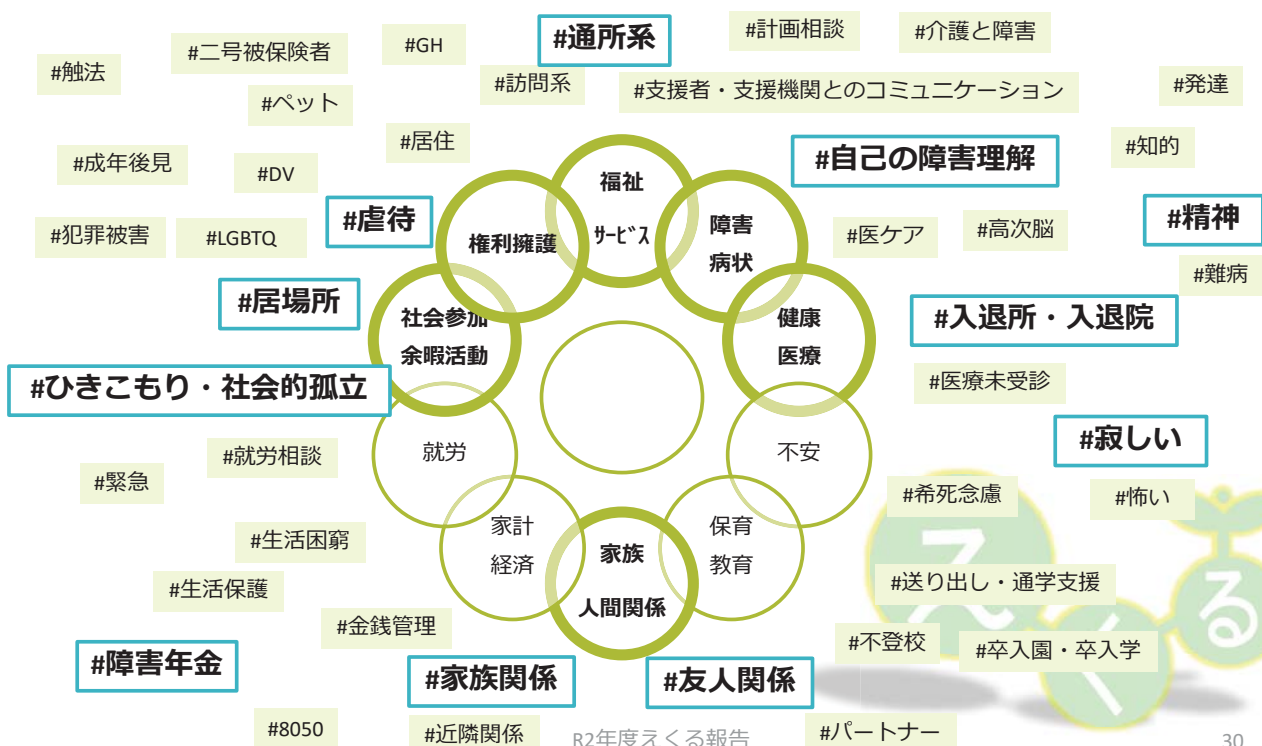 #通所系
#計画相談
#介護と障害
#GH
#二号被保険者
#触法
#訪問系
#支援者・支援機関とのコミュニケーション
#発達
#ペット
#居住
#知的
#成年後見
#DV
#自己の障害理解
#虐待
#精神
#犯罪被害
#LGBTQ
#医ケア
#高次脳
#難病
福祉
サービス
権利擁護
障害
病状
#居場所
社会参加
余暇活動
健康
医療
#入退所・入退院
#ひきこもり・社会的孤立
#医療未受診
就労
不安
#寂しい
#就労相談
#緊急
#希死念慮
#怖い
#生活困窮
家計
経済
家族
人間関係
保育
教育
#生活保護
#送り出し・通学支援
#金銭管理
#不登校
#卒入園・卒入学
#障害年金
#家族関係
#友人関係
#8050
#近隣関係
#パートナー
えくる
R2年度えくる報告
30